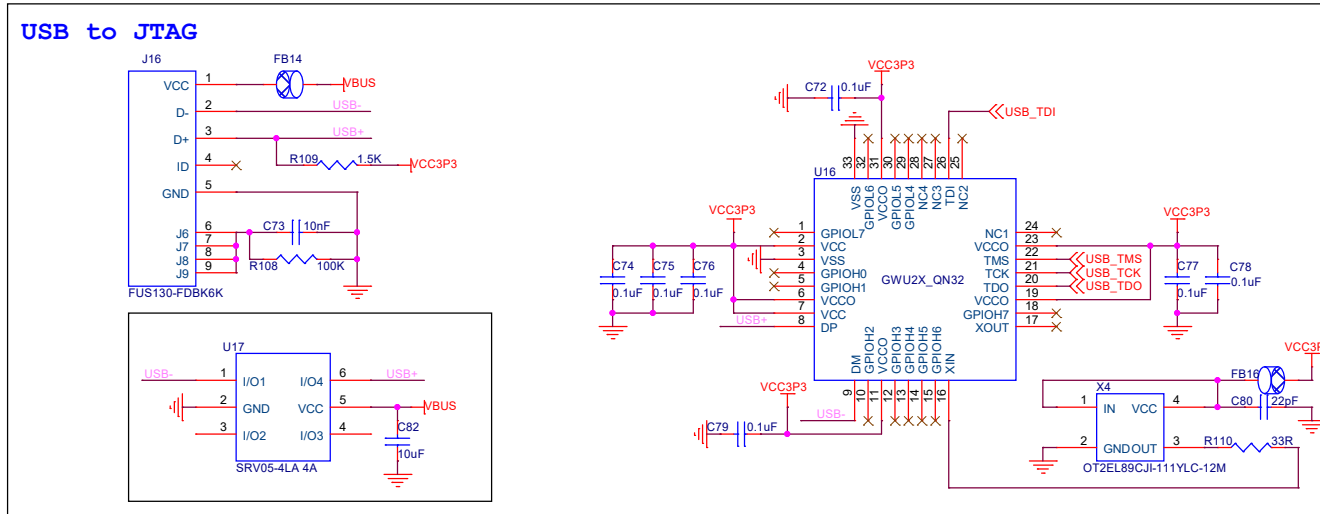 USB to JTAG
J16
FB14
VCC 1 VBUS
D- 2 USB-
D+ 3 USB+
ID 4 R109 1.5K VCC3P3
GND 5
J6 6 C73 10nF
J7 7
J8 8
J9 9 R108 100K
FUS130-FDBK6K
U17
USB- 1 I/O1 I/O4 6 USB+
2 GND VCC 5 VBUS
3 I/O2 I/O3 4 C82
10uF
SRV05-4LA 4A
VCC3P3
C72 0.1uF
USB_TDI
33 32 31 30 29 28 27 26 25
U16
VSS GPIOL6 VCCO GPIOL5 GPIOL4 NC4 NC3 TDI NC2
VCC3P3
C74 C75 C76
0.1uF 0.1uF 0.1uF
1 GPIOL7
2 VCC
3 VSS
4 GPIOH0
5 GPIOH1
6 VCCO
7 VCC
USB+ 8 DP
GWU2X_QN32
NC1 24
VCCO 23
TMS 22 USB_TMS
TCK 21 USB_TCK
TDO 20 USB_TDO
VCCO 19
GPIOH7 18
XOUT 17
VCC3P3
C77 C78
0.1uF 0.1uF
DM GPIOH2 VCCO GPIOH3 GPIOH4 GPIOH5 GPIOH6 XIN
9 10 11 12 13 14 15 16
VCC3P3
USB-
C79 0.1uF
FB16
X4
C80 22pF
1 IN VCC 4
2 GND OUT 3 R110 33R
OT2EL89CJI-111YLC-12M